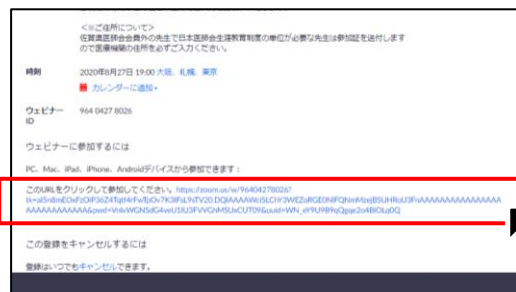 <※ご住所について>
佐賀県医師会会員外の先生で日本医師会生涯教育制度の単位が必要な先生は参加証を送付します
ので医療機関の住所を必ずご入力ください。
時刻 2020年8月27日 19:00 大阪、札幌、東京
カレンダーに追加
ウェビナー 964 0427 8026
ID
ウェビナーに参加するには
PC、Mac、iPad、iPhone、Androidデバイスから参加できます:
このURLをクリックして参加してください。https://zoom.us/w/96404278026?
この登録をキャンセルするには
登録はいつでもキャンセルできます。